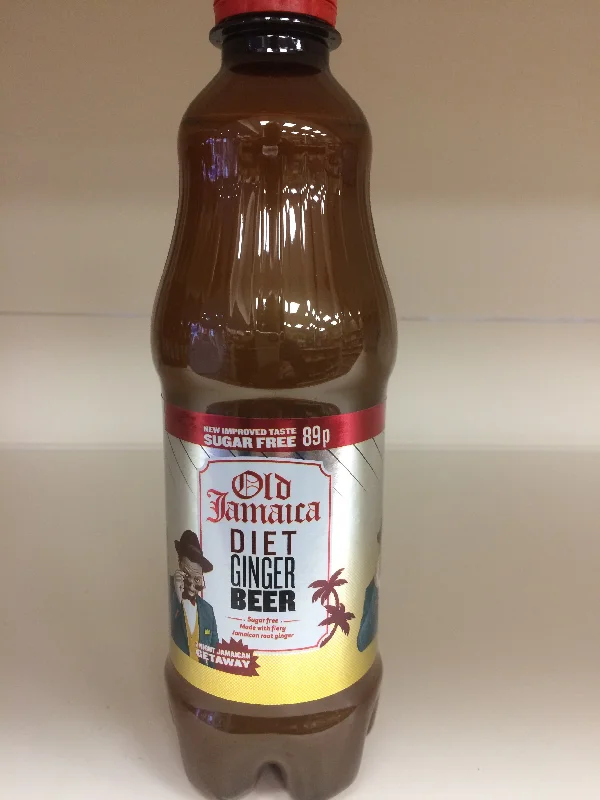 NEW IMPROVED TASTE
SUGAR FREE 89p
Old
Jamaica
DIET
GINGER
BEER
Sugar free
Made with fiery
Jamaican root ginger
JAMAICAN
GETAWAY